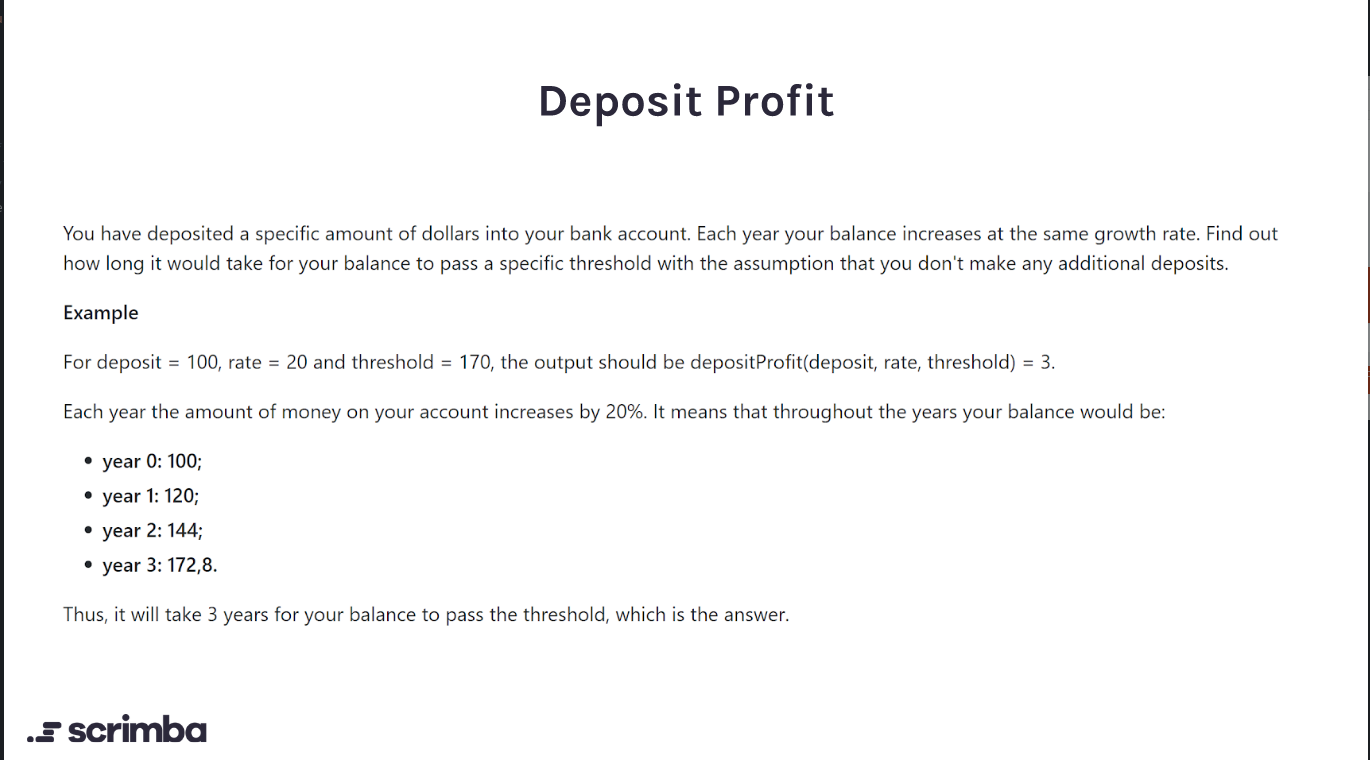 Deposit Profit
You have deposited a specific amount of dollars into your bank account. Each year your balance increases at the same growth rate. Find out
how long it would take for your balance to pass a specific threshold with the assumption that you don't make any additional deposits.
Example
For deposit = 100, rate = 20 and threshold = 170, the output should be depositProfit(deposit, rate, threshold) = 3.
Each year the amount of money on your account increases by 20%. It means that throughout the years your balance would be:
• year 0: 100;
• year 1: 120;
• year 2: 144;
• year 3: 172,8.
Thus, it will take 3 years for your balance to pass the threshold, which is the answer.
scrimba